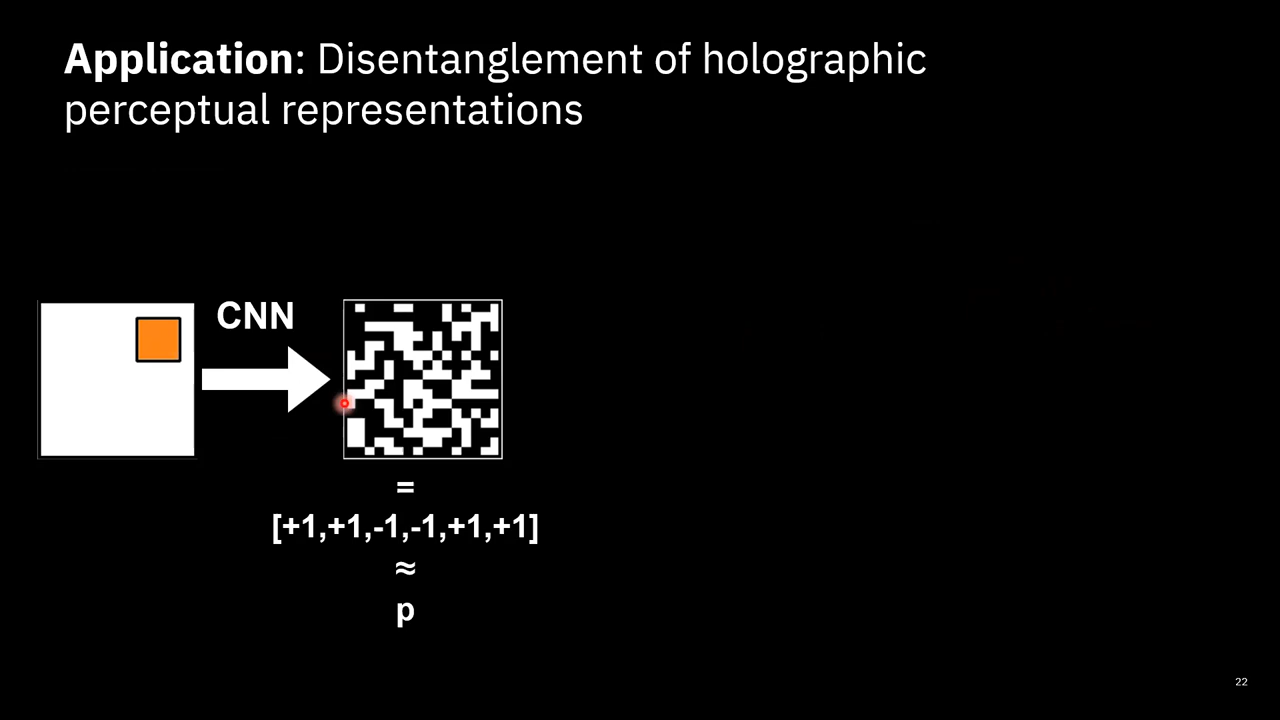 Application: Disentanglement of holographic
perceptual representations
CNN
=
[+1,+1,-1,-1,+1,+1]
≈
p
22